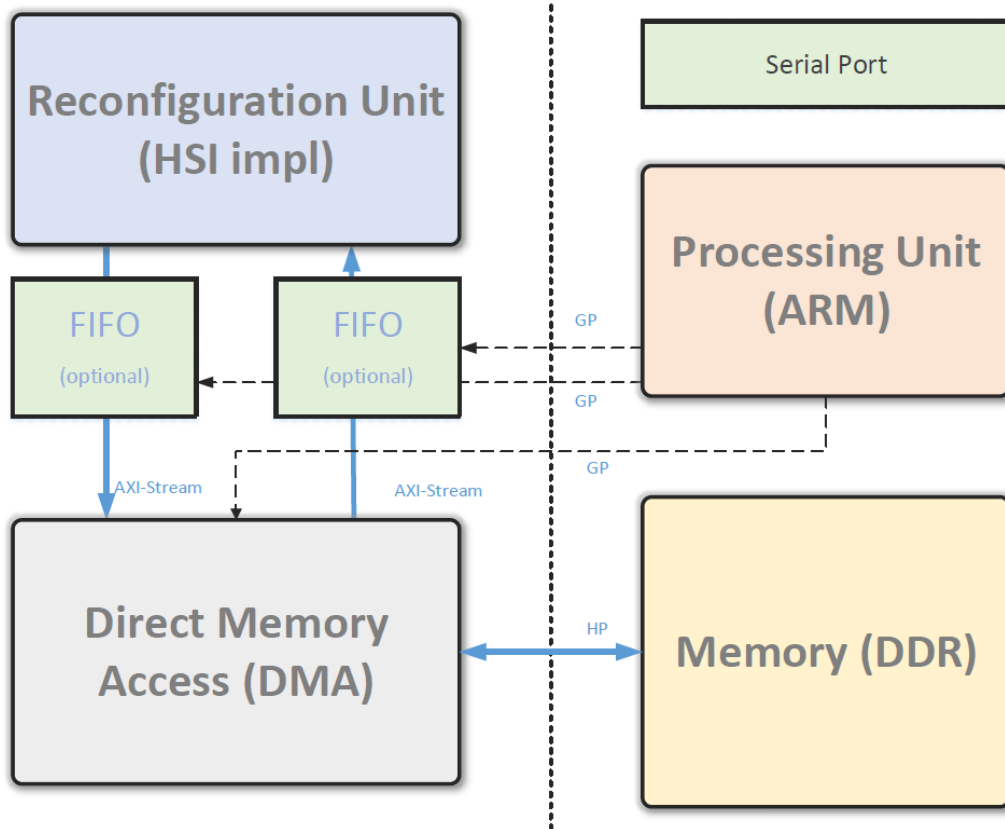 Reconfiguration Unit
(HSI impl)
Serial Port
Processing Unit
(ARM)
FIFO
(optional)
FIFO
(optional)
GP
GP
GP
AXI-Stream
AXI-Stream
Direct Memory
Access (DMA)
HP
Memory (DDR)